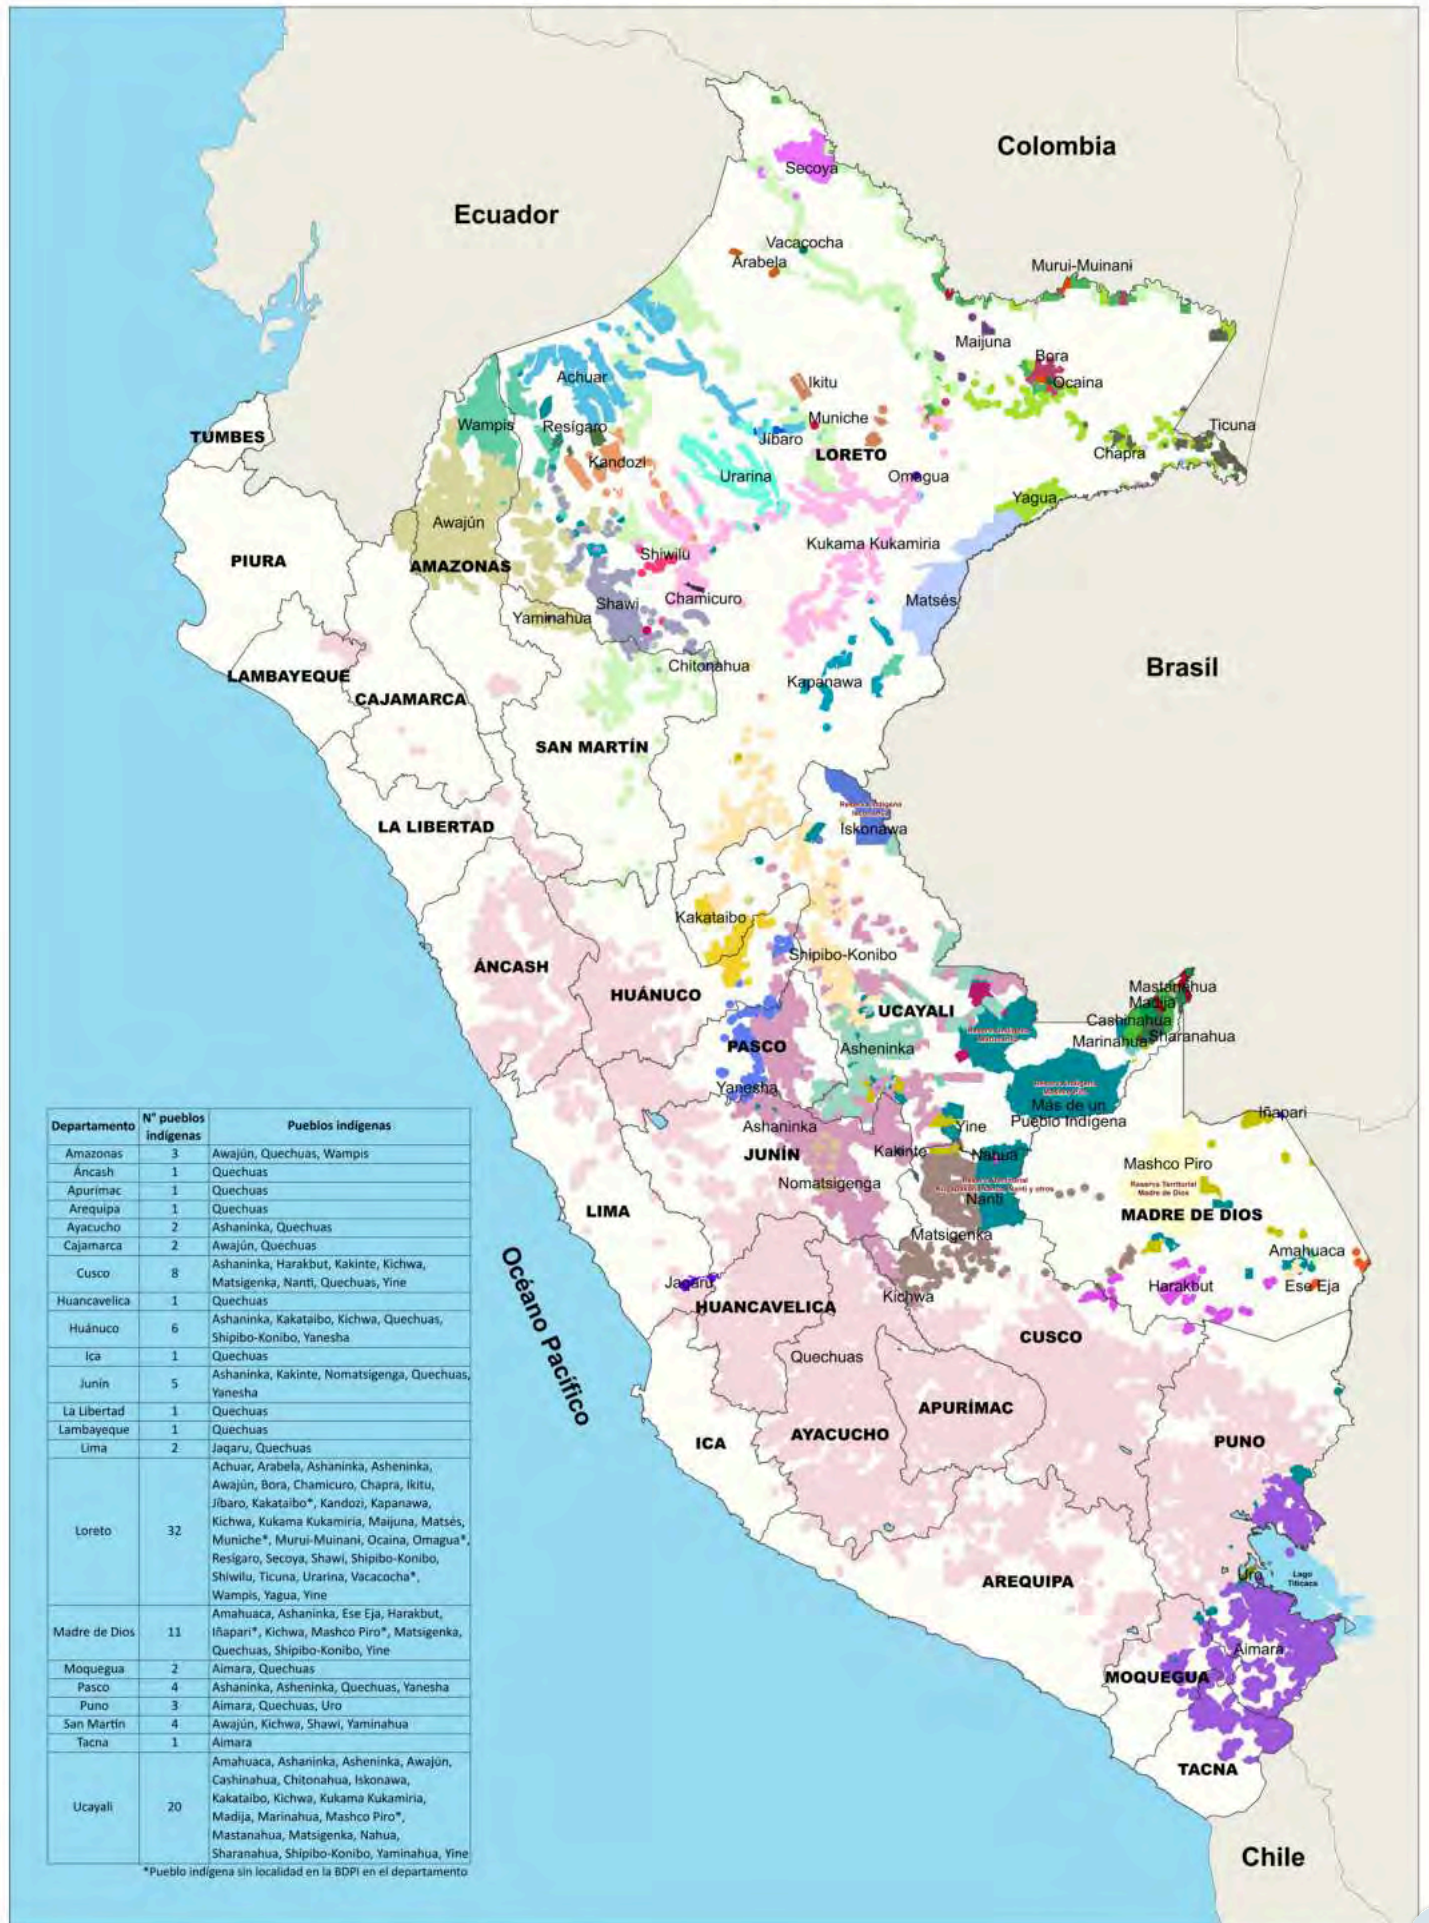 Colombia
Ecuador
Secoya
Vacacocha
Arabela
Murui-Muinani
Maijuna
Bora
Ocaina
Achuar
Ikitu
Wampis
Resígaro
Muniche
Jíbaro
LORETO
Ticuna
Chapra
TUMBES
Kandozi
Urarina
Omagua
Yagua
Awajún
Kukama Kukamiria
PIURA
AMAZONAS
Shiwilu
Shawi
Chamicuro
Matsés
Yaminahua
Chitonahua
Brasil
LAMBAYEQUE
CAJAMARCA
Kapanawa
SAN MARTÍN
LA LIBERTAD
Iskonawa
Kakataibo
Shipibo-Konibo
ÁNCASH
HUÁNUCO
UCAYALI
Mastanahua
Madija
Cashinahua
Marinahua
Sharanahua
PASCO
Asheninka
Yanesha
Más de un
Pueblo Indígena
Iñapari
Ashaninka
Yine
JUNÍN
Kakinte
Nahua
Mashco Piro
Reserva Territorial
Madre de Dios
Nomatsigenga
Nanti
LIMA
MADRE DE DIOS
Matsigenka
Amahuaca
Jaqaru
Harakbut
Ese Eja
HUANCAVELICA
Kichwa
Océano Pacífico
CUSCO
Quechuas
APURÍMAC
AYACUCHO
ICA
PUNO
AREQUIPA
Uro
Lago
Titicaca
Aimara
MOQUEGUA
TACNA
Chile
Departamento N° pueblos indígenas Pueblos indígenas
Amazonas 3 Awajún, Quechuas, Wampis
Áncash 1 Quechuas
Apurímac 1 Quechuas
Arequipa 1 Quechuas
Ayacucho 2 Ashaninka, Quechuas
Cajamarca 2 Awajún, Quechuas
Cusco 8 Ashaninka, Harakbut, Kakinte, Kichwa,
Matsigenka, Nanti, Quechuas, Yine
Huancavelica 1 Quechuas
Huánuco 6 Ashaninka, Kakataibo, Kichwa, Quechuas,
Shipibo-Konibo, Yanesha
Ica 1 Quechuas
Junín 5 Ashaninka, Kakinte, Nomatsigenga, Quechuas,
Yanesha
La Libertad 1 Quechuas
Lambayeque 1 Quechuas
Lima 2 Jaqaru, Quechuas
Loreto 32 Achuar, Arabela, Ashaninka, Asheninka,
Awajún, Bora, Chamicuro, Chapra, Ikitu,
Jíbaro, Kakataibo*, Kandozi, Kapanawa,
Kichwa, Kukama Kukamiria, Maijuna, Matsés,
Muniche*, Murui-Muinani, Ocaina, Omagua*,
Resígaro, Secoya, Shawi, Shipibo-Konibo,
Shiwilu, Ticuna, Urarina, Vacacocha*,
Wampis, Yagua, Yine
Madre de Dios 11 Amahuaca, Ashaninka, Ese Eja, Harakbut,
Iñapari*, Kichwa, Mashco Piro*, Matsigenka,
Quechuas, Shipibo-Konibo, Yine
Moquegua 2 Aimara, Quechuas
Pasco 4 Ashaninka, Asheninka, Quechuas, Yanesha
Puno 3 Aimara, Quechuas, Uro
San Martín 4 Awajún, Kichwa, Shawi, Yaminahua
Tacna 1 Aimara
Ucayali 20 Amahuaca, Ashaninka, Asheninka, Awajún,
Cashinahua, Chitonahua, Iskonawa,
Kakataibo, Kichwa, Kukama Kukamiria,
Madija, Marinahua, Mashco Piro*,
Mastanahua, Matsigenka, Nahua,
Sharanahua, Shipibo-Konibo, Yaminahua, Yine
*Pueblo indígena sin localidad en la BDPI en el departamento